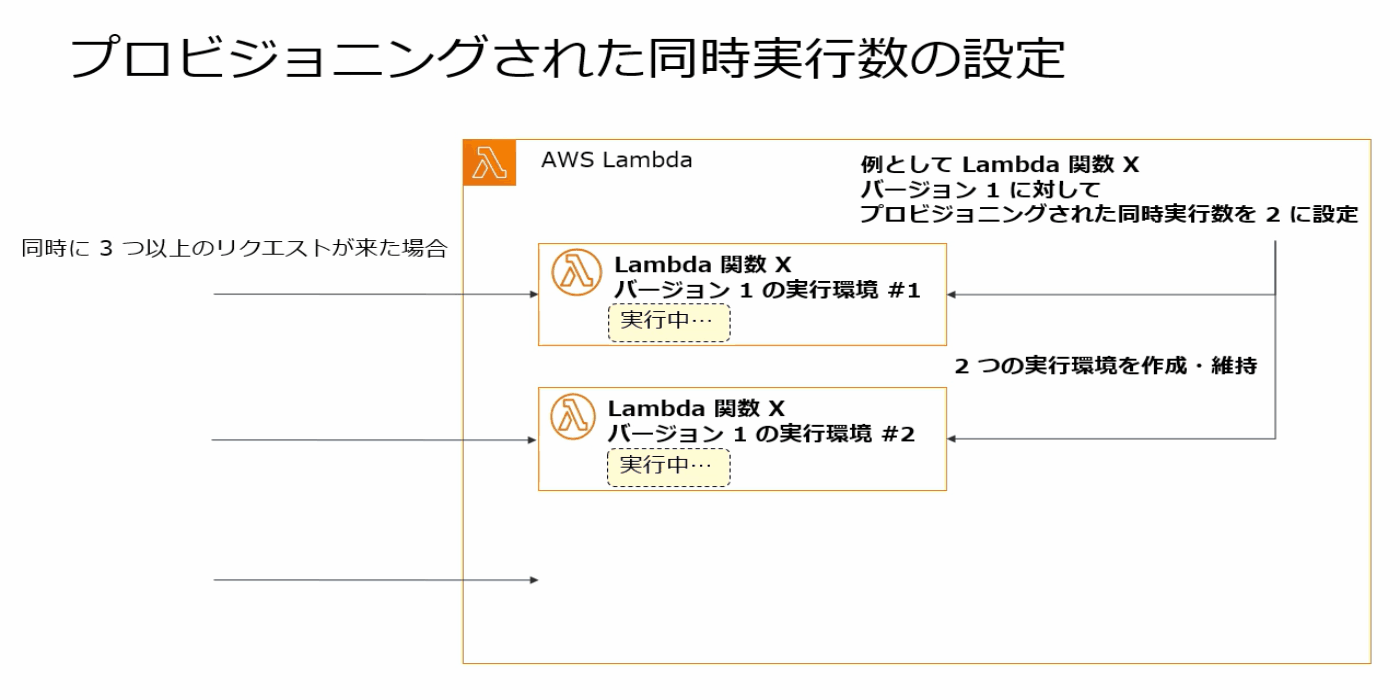 プロビジョニングされた同時実行数の設定
AWS Lambda
例として Lambda 関数 X
バージョン 1 に対して
プロビジョニングされた同時実行数を 2 に設定
同時に 3 つ以上のリクエストが来た場合
Lambda 関数 X
バージョン 1 の実行環境 #1
実行中…
2 つの実行環境を作成・維持
Lambda 関数 X
バージョン 1 の実行環境 #2
実行中…